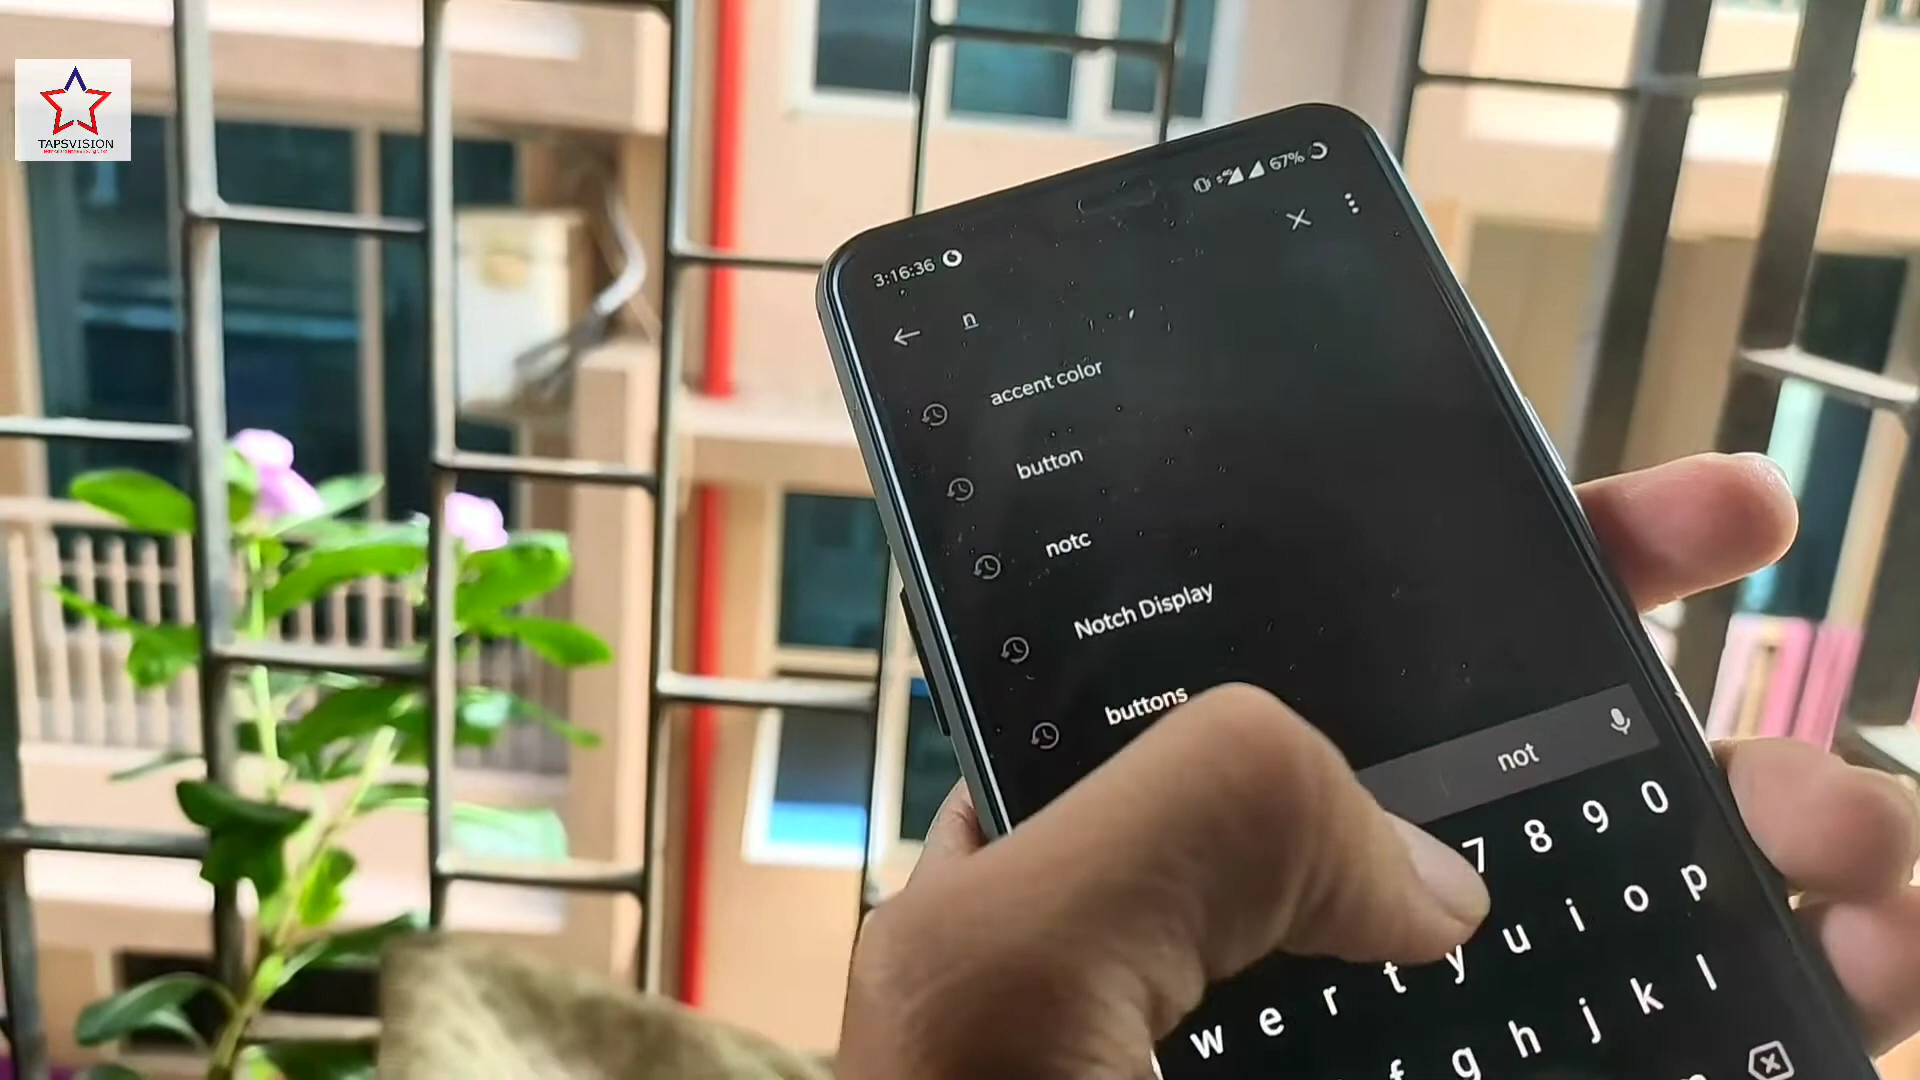 TAPSVISION
3:16:36
67%
n
accent color
button
notc
Notch Display
buttons
not
7 8 9 0
w e r t y u i o p
f g h j k l